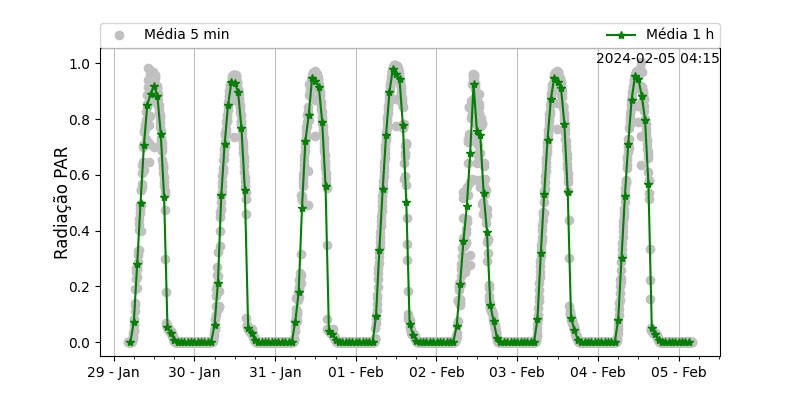 Média 5 min Média 1 h
2024-02-05 04:15
Radiação PAR
1.0
0.8
0.6
0.4
0.2
0.0
29 - Jan 30 - Jan 31 - Jan 01 - Feb 02 - Feb 03 - Feb 04 - Feb 05 - Feb